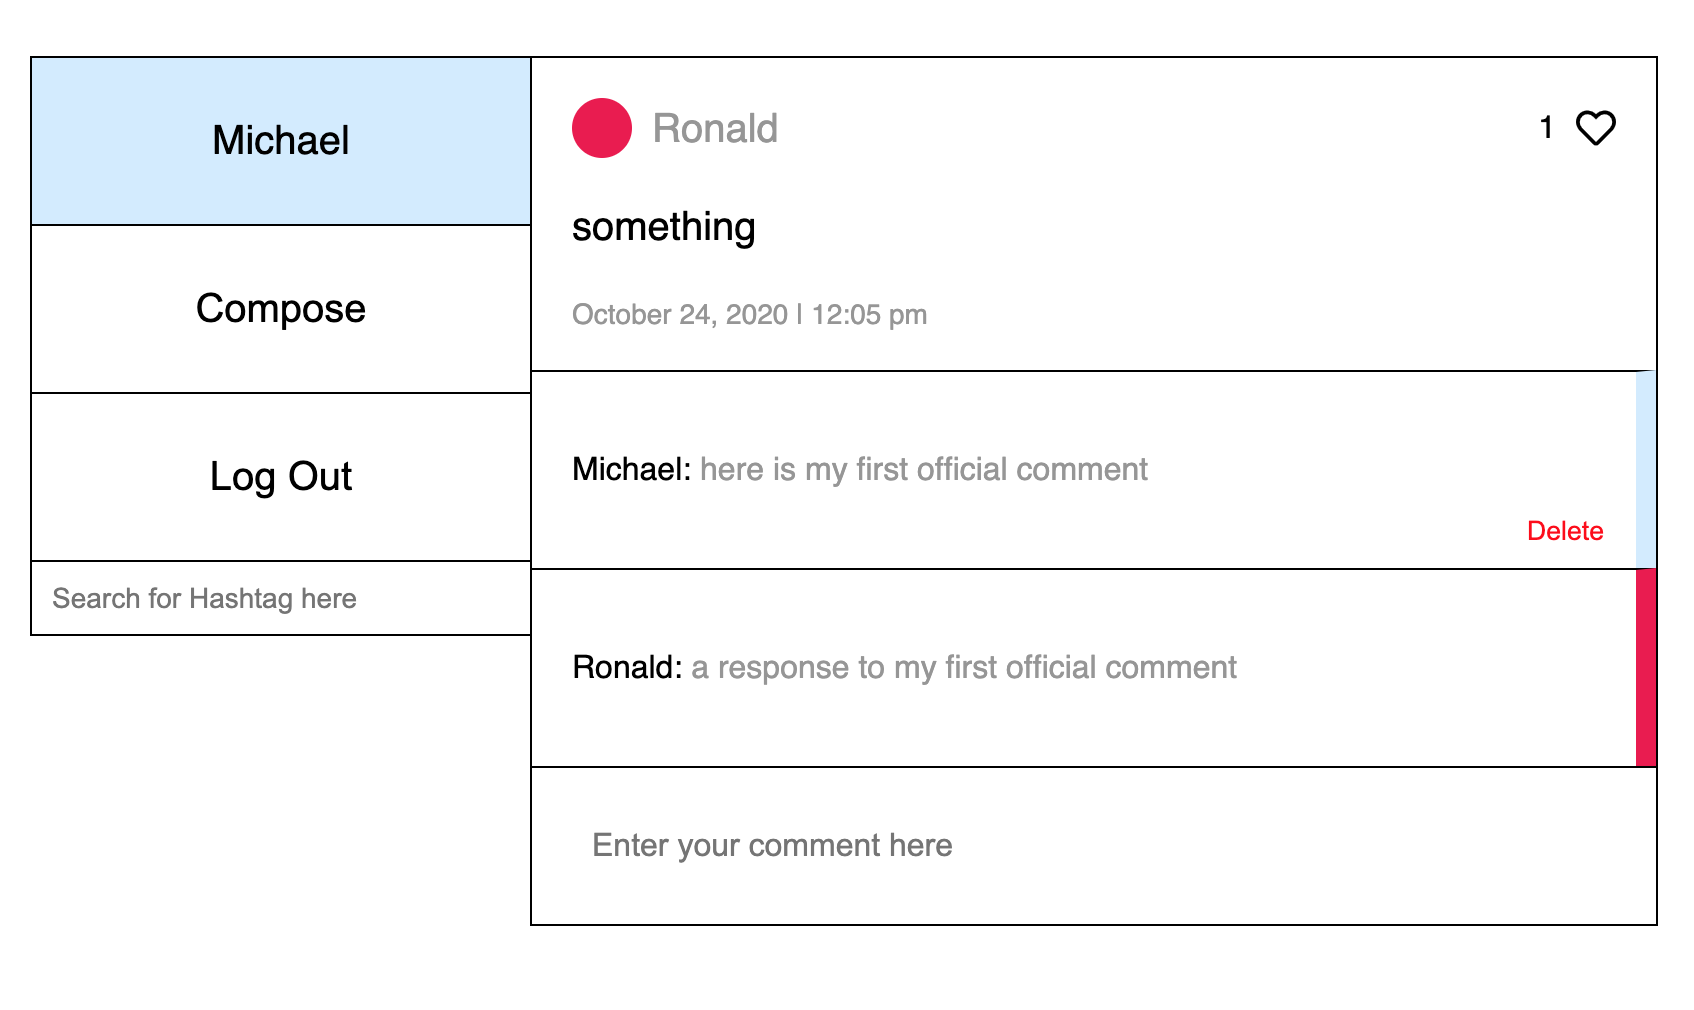 Michael
Compose
Log Out
Search for Hashtag here
Ronald
1
something
October 24, 2020 | 12:05 pm
Michael: here is my first official comment
Delete
Ronald: a response to my first official comment
Enter your comment here